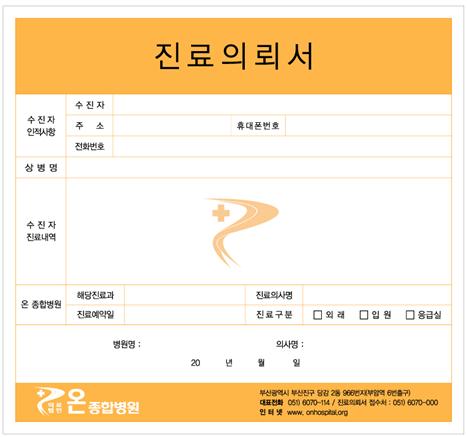 진료의뢰서
수진자 인적사항
수진자
주 소
휴대폰번호
전화번호
상병명
수진자 진료내역
온 종합병원
해당진료과
진료의사명
진료예약일
진료구분 □ 외래 □ 입원 □ 응급실
병원명 : 의사명 :
20 년 월 일
의료법인 온 종합병원
부산광역시 부산진구 당감 2동 966번지(부암역 6번출구)
대표전화 051) 6070-114 / 진료의뢰서 접수처 : 051) 6070-000
인터넷 www. onhospital.org